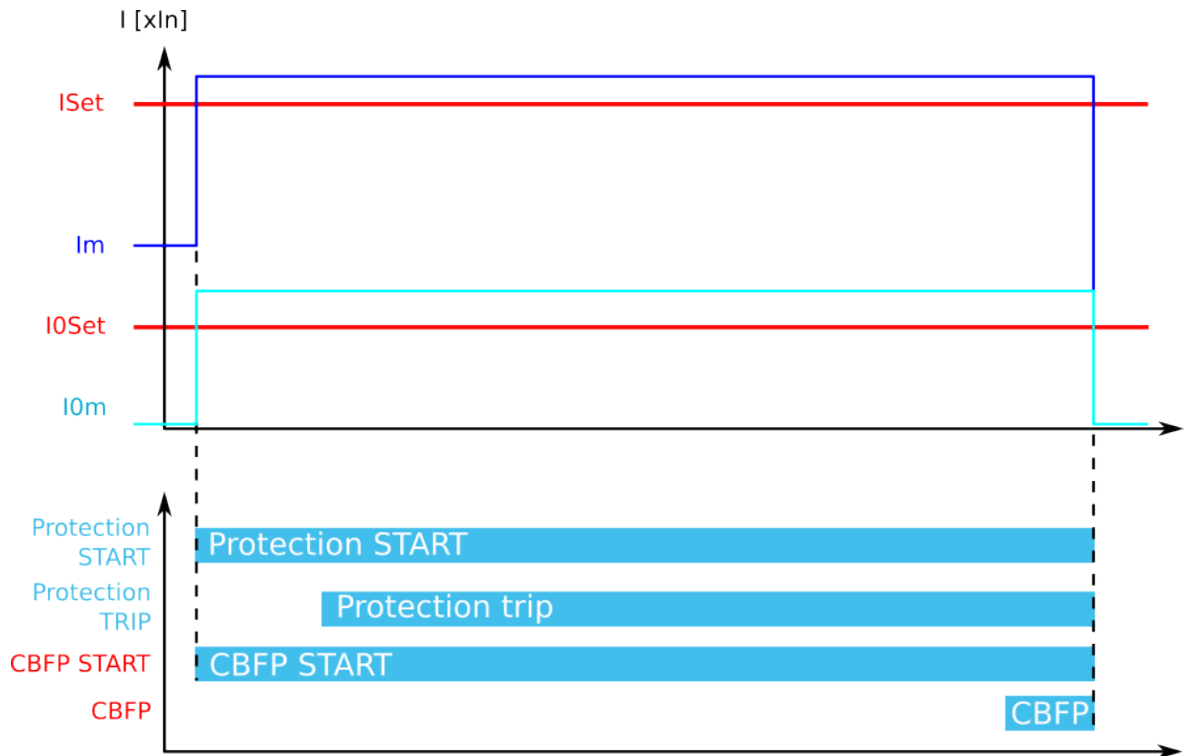 I [xIn]
ISet
Im
I0Set
I0m
Protection
START
Protection START
Protection
TRIP
Protection trip
CBFP START
CBFP START
CBFP
CBFP